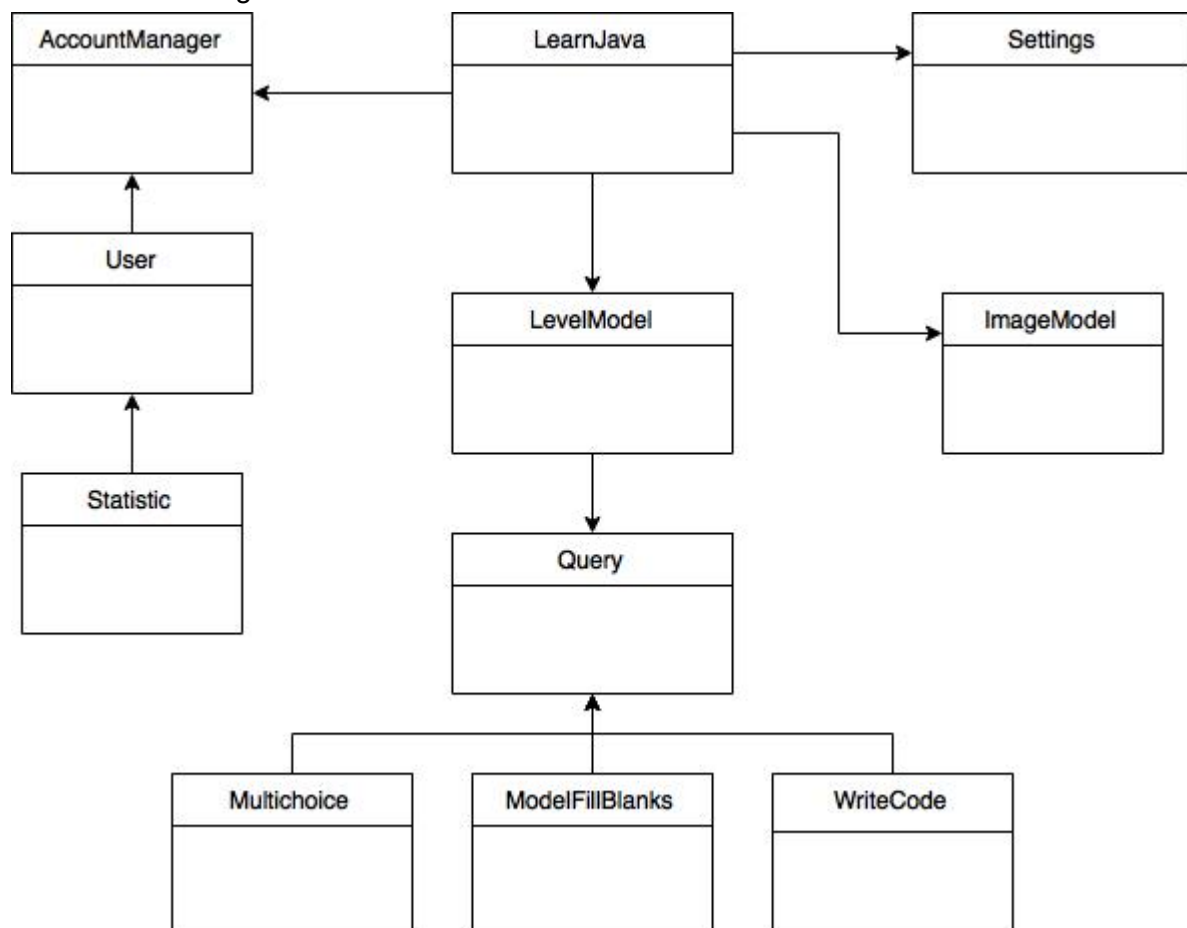 AccountManager
LearnJava
Settings
User
LevelModel
ImageModel
Statistic
Query
Multichoice
ModelFillBlanks
WriteCode